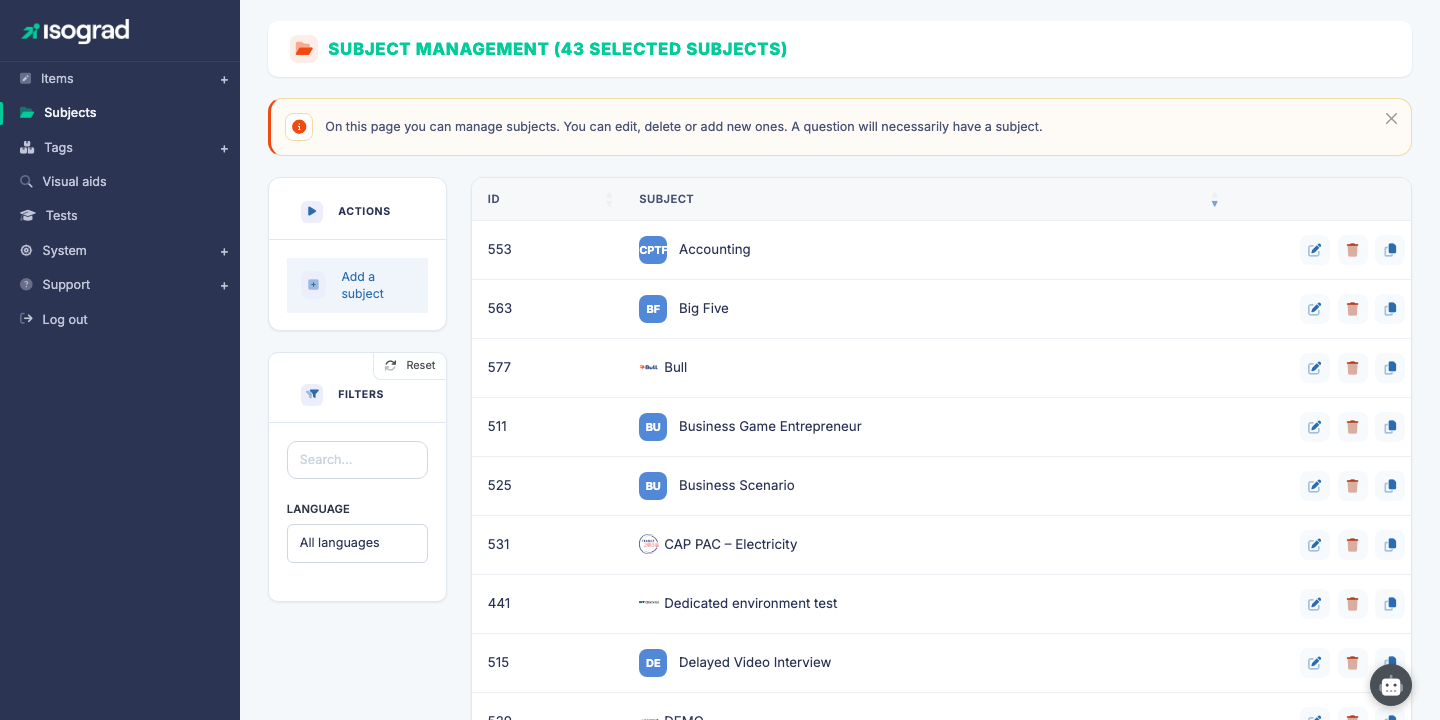 isograd
Items +
Subjects
Tags +
Visual aids
Tests
System +
Support +
Log out
SUBJECT MANAGEMENT (43 SELECTED SUBJECTS)
On this page you can manage subjects. You can edit, delete or add new ones. A question will necessarily have a subject.
ACTIONS
Add a
subject
Reset
FILTERS
Search...
LANGUAGE
All languages
ID SUBJECT
553 CPTF Accounting
563 BF Big Five
577 Bull Bull
511 BU Business Game Entrepreneur
525 BU Business Scenario
531 CAP PAC – Electricity
441 Dedicated environment test
515 DE Delayed Video Interview
DEMO